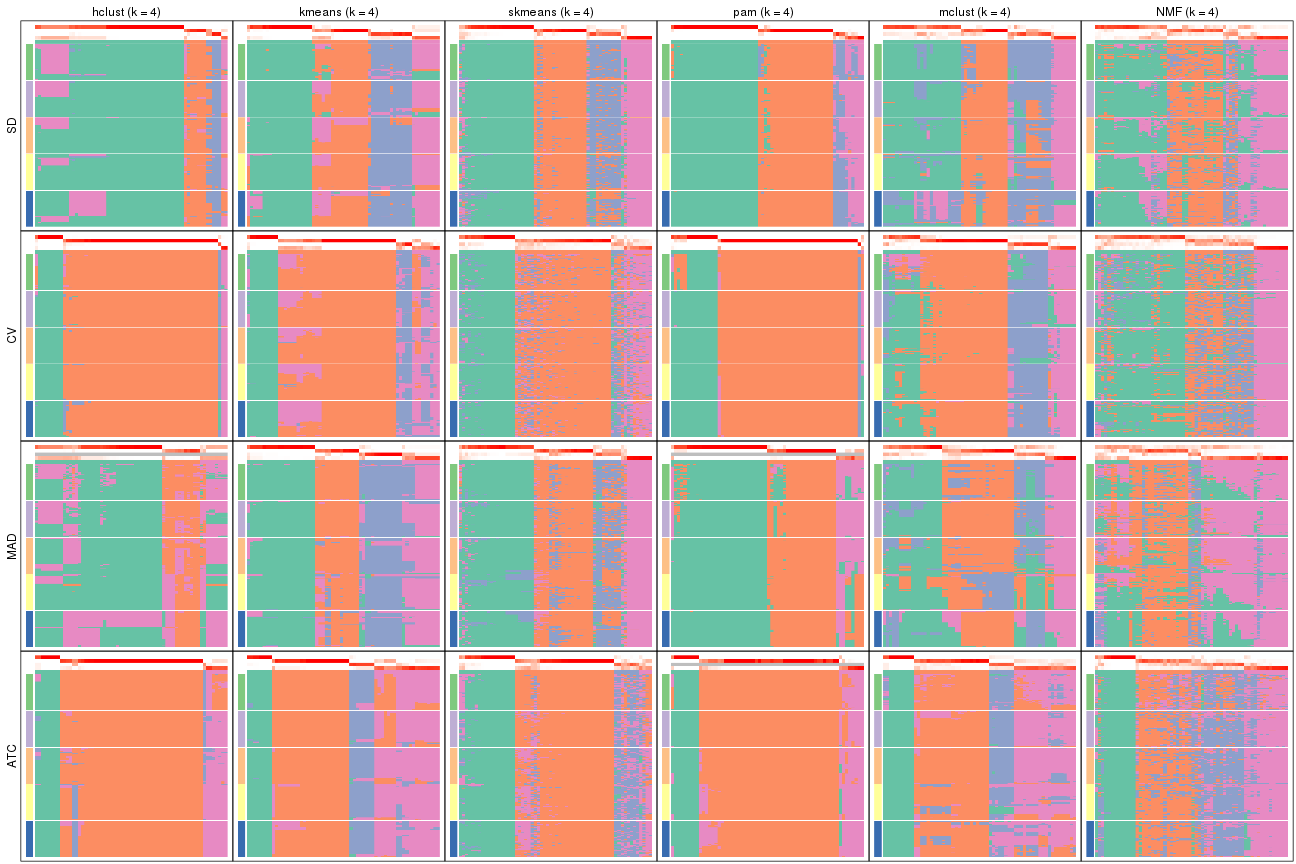 hclust (k = 4) kmeans (k = 4) skmeans (k = 4) pam (k = 4) mclust (k = 4) NMF (k = 4)
SD
CV
MAD
ATC